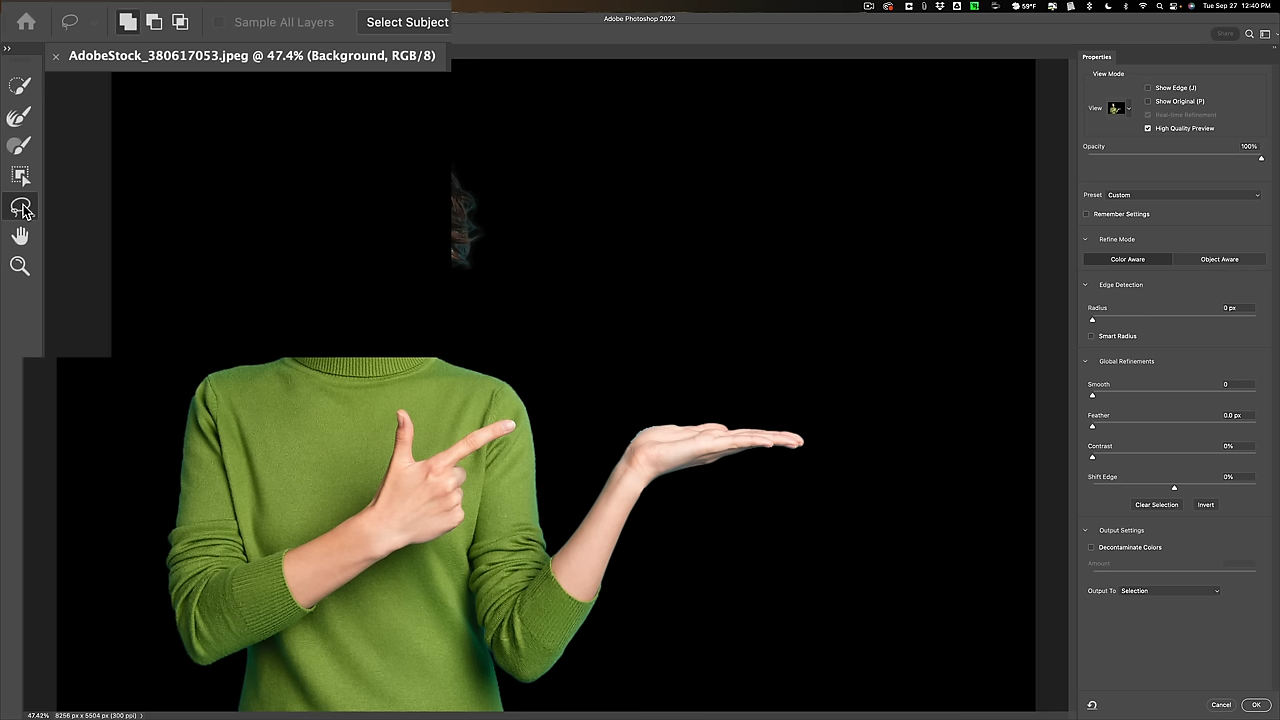 59°F
Tue Sep 27 12:40 PM
Adobe Photoshop 2022
Share
Sample All Layers
Select Subject
× AdobeStock_380617053.jpeg @ 47.4% (Background, RGB/8)
Properties
View Mode
View
Show Edge (J)
Show Original (P)
Real-time Refinement
High Quality Preview
Opacity 100%
Preset Custom
Remember Settings
Refine Mode
Color Aware Object Aware
Edge Detection
Radius 0 px
Smart Radius
Global Refinements
Smooth 0
Feather 0.0 px
Contrast 0%
Shift Edge 0%
Clear Selection Invert
Output Settings
Decontaminate Colors
Amount
Output To Selection
Cancel OK
47.42% 8256 px x 5504 px (300 ppi)